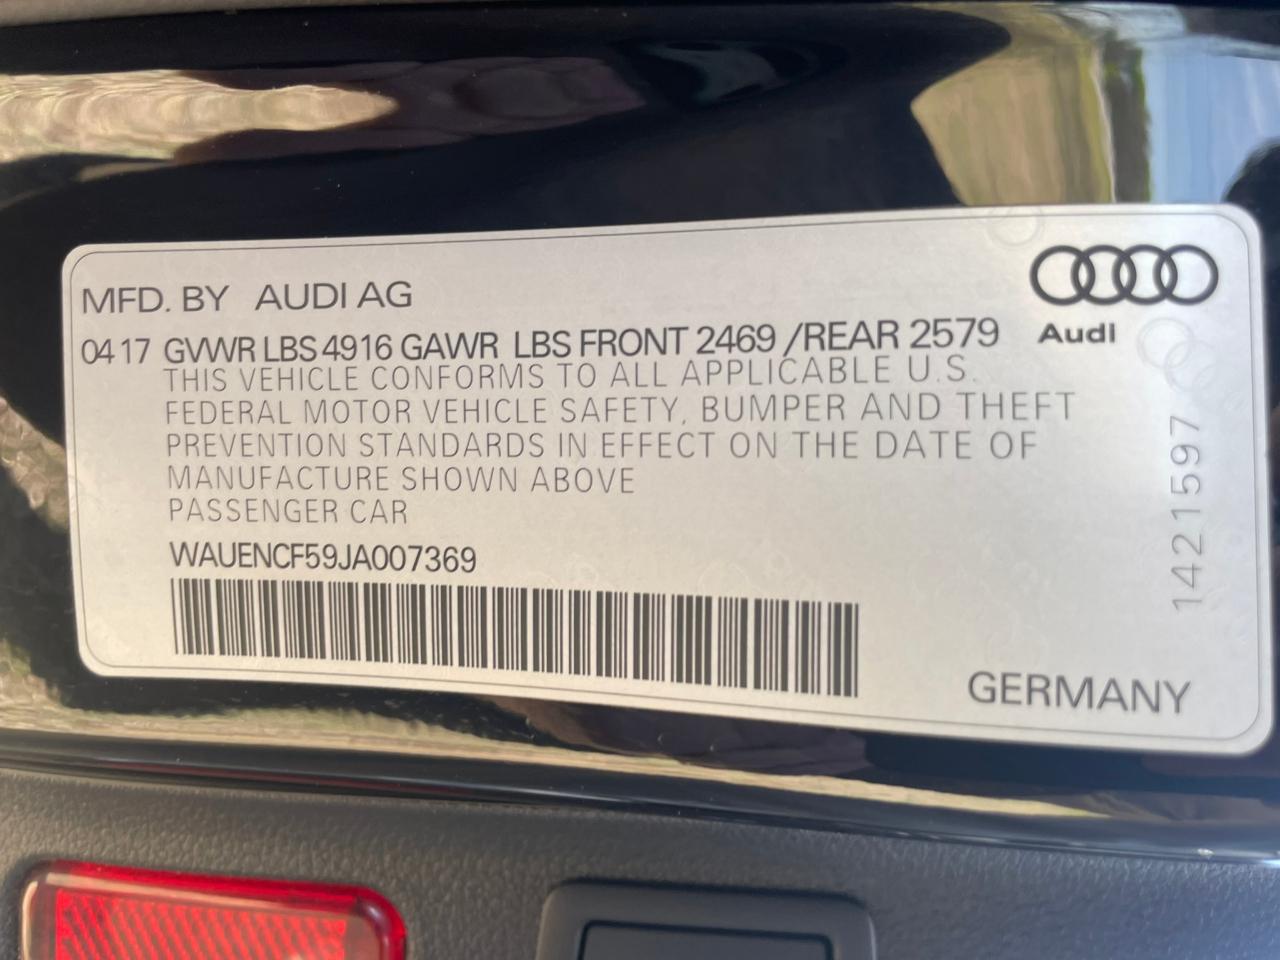 MFD. BY AUDI AG
Audi
04 17 GVWR LBS 4916 GAWR LBS FRONT 2469 /REAR 2579
THIS VEHICLE CONFORMS TO ALL APPLICABLE U.S.
FEDERAL MOTOR VEHICLE SAFETY, BUMPER AND THEFT
PREVENTION STANDARDS IN EFFECT ON THE DATE OF
MANUFACTURE SHOWN ABOVE
PASSENGER CAR
WAUENCF59JA007369
1421597
GERMANY